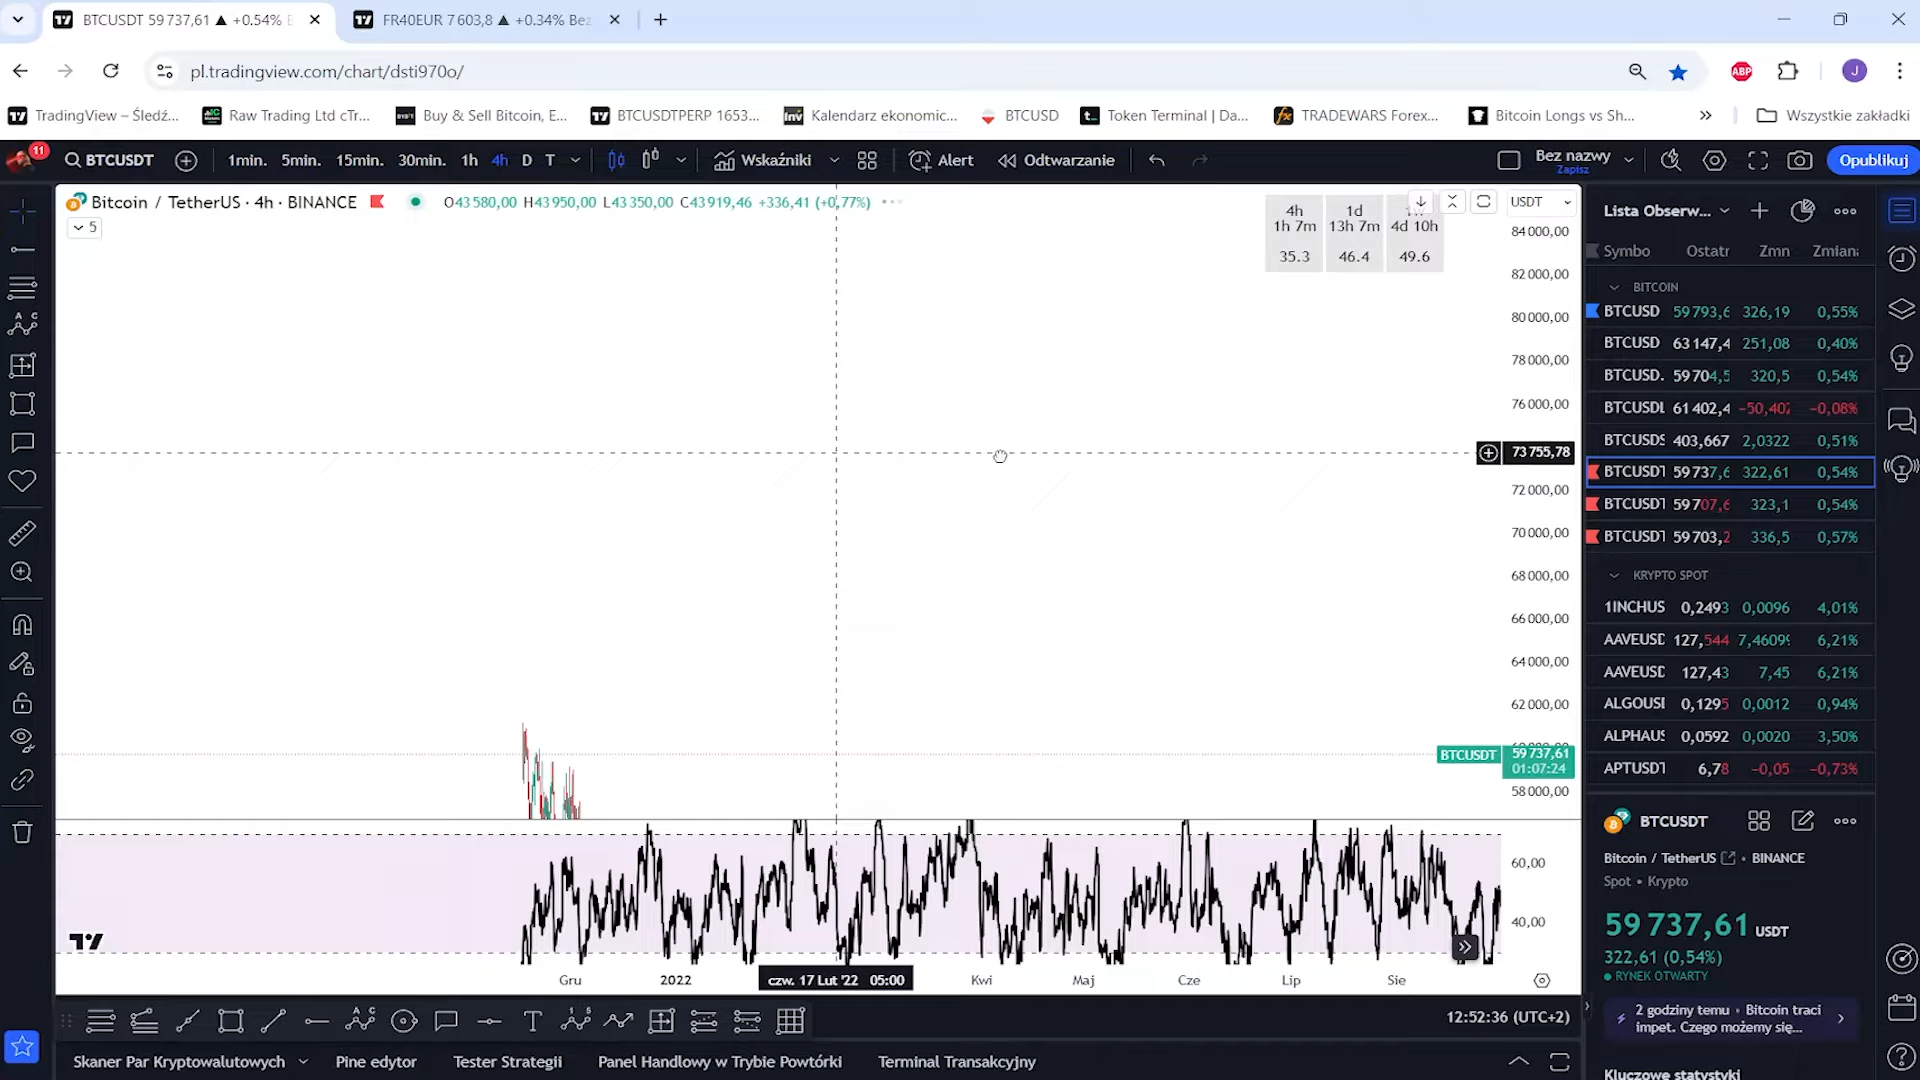 BTCUSDT 59 737,61 ▲ +0.54% B
FR40EUR 7 603,8 ▲ +0.34% Bez
pl.tradingview.com/chart/dsti970o/
ABP
J
TradingView – Śledź...
Raw Trading Ltd cTr...
Buy & Sell Bitcoin, E...
BTCUSDTPERP 1653...
Kalendarz ekonomic...
BTCUSD
Token Terminal | Da...
TRADEWARS Forex...
Bitcoin Longs vs Sh...
Wszystkie zakładki
11
BTCUSDT
1min. 5min. 15min. 30min. 1h 4h D T
Wskaźniki
Alert
Odtwarzanie
Bez nazwy
Zapisz
Opublikuj
Bitcoin / TetherUS · 4h · BINANCE
O43 580,00 H43 950,00 L43 350,00 C43 919,46 +336,41 (+0,77%)
5
4h 1d
1h 7m 13h 7m 4d 10h
35.3 46.4 49.6
USDT
84 000,00
82 000,00
80 000,00
78 000,00
76 000,00
73 755,78
72 000,00
70 000,00
68 000,00
66 000,00
64 000,00
62 000,00
BTCUSDT 59 737,61
01:07:24
58 000,00
60,00
40,00
Gru 2022 czw. 17 Lut '22 05:00 Kwi Maj Cze Lip Sie
12:52:36 (UTC+2)
Skaner Par Kryptowalutowych
Pine edytor
Tester Strategii
Panel Handlowy w Trybie Powtórki
Terminal Transakcyjny
Lista Obserw...
Symbo Ostatr Zmn Zmian
BITCOIN
BTCUSD 59 793,6 326,19 0,55%
BTCUSD 63 147,4 251,08 0,40%
BTCUSD. 59 704,5 320,5 0,54%
BTCUSDL 61 402,4 −50,402 −0,08%
BTCUSDS 403,667 2,0322 0,51%
BTCUSDT 59 737,6 322,61 0,54%
BTCUSDT 59 707,6 323,1 0,54%
BTCUSDT 59 703,2 336,5 0,57%
KRYPTO SPOT
1INCHUS 0,2493 0,0096 4,01%
AAVEUSD 127,544 7,4609 6,21%
AAVEUSD 127,43 7,45 6,21%
ALGOUSI 0,1295 0,0012 0,94%
ALPHAUS 0,0592 0,0020 3,50%
APTUSDT 6,78 −0,05 −0,73%
BTCUSDT
Bitcoin / TetherUS • BINANCE
Spot • Krypto
59 737,61 USDT
322,61 (0,54%)
RYNEK OTWARTY
2 godziny temu • Bitcoin traci
impet. Czego możemy się...
Kluczowe statystyki